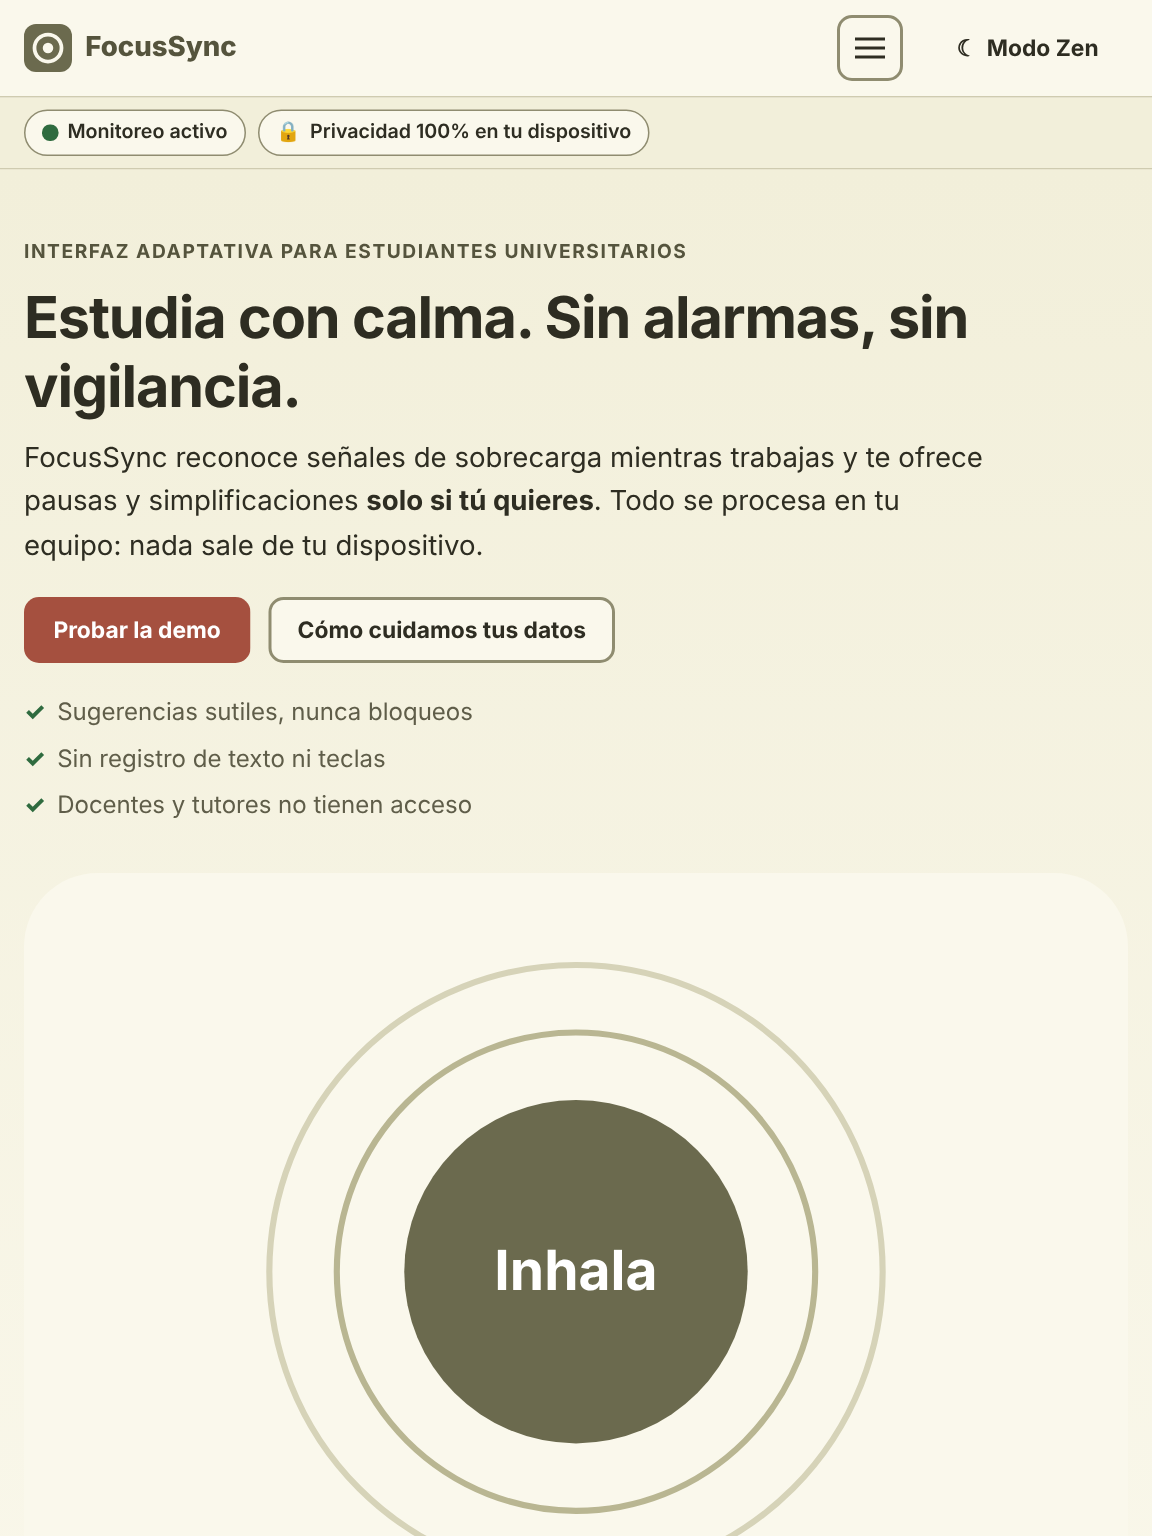 FocusSync
Modo Zen
Monitoreo activo
Privacidad 100% en tu dispositivo
INTERFAZ ADAPTATIVA PARA ESTUDIANTES UNIVERSITARIOS
Estudia con calma. Sin alarmas, sin
vigilancia.
FocusSync reconoce señales de sobrecarga mientras trabajas y te ofrece
pausas y simplificaciones solo si tú quieres. Todo se procesa en tu
equipo: nada sale de tu dispositivo.
Probar la demo
Cómo cuidamos tus datos
Sugerencias sutiles, nunca bloqueos
Sin registro de texto ni teclas
Docentes y tutores no tienen acceso
Inhala